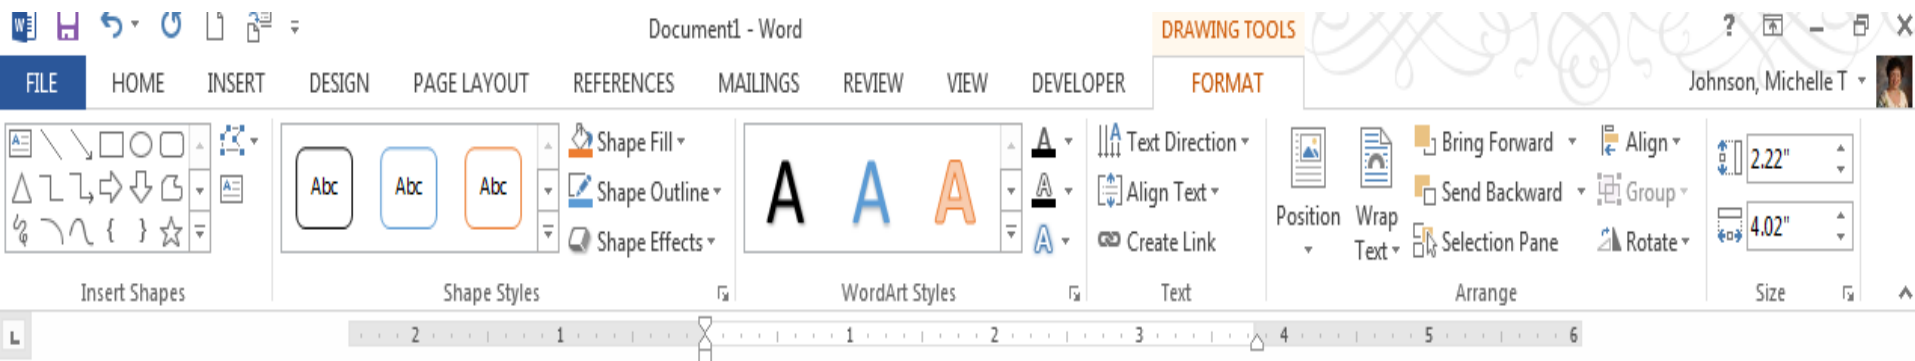 Document1 - Word
DRAWING TOOLS
?
FILE HOME INSERT DESIGN PAGE LAYOUT REFERENCES MAILINGS REVIEW VIEW DEVELOPER FORMAT Johnson, Michelle T
Abc Abc Abc
Shape Fill
Shape Outline
Shape Effects
A A A
A
A
A
Text Direction
Align Text
Create Link
Position
Wrap
Text
Bring Forward
Send Backward
Selection Pane
Align
Group
Rotate
2.22"
4.02"
Insert Shapes Shape Styles WordArt Styles Text Arrange Size
L 2 1 1 2 3 4 5 6